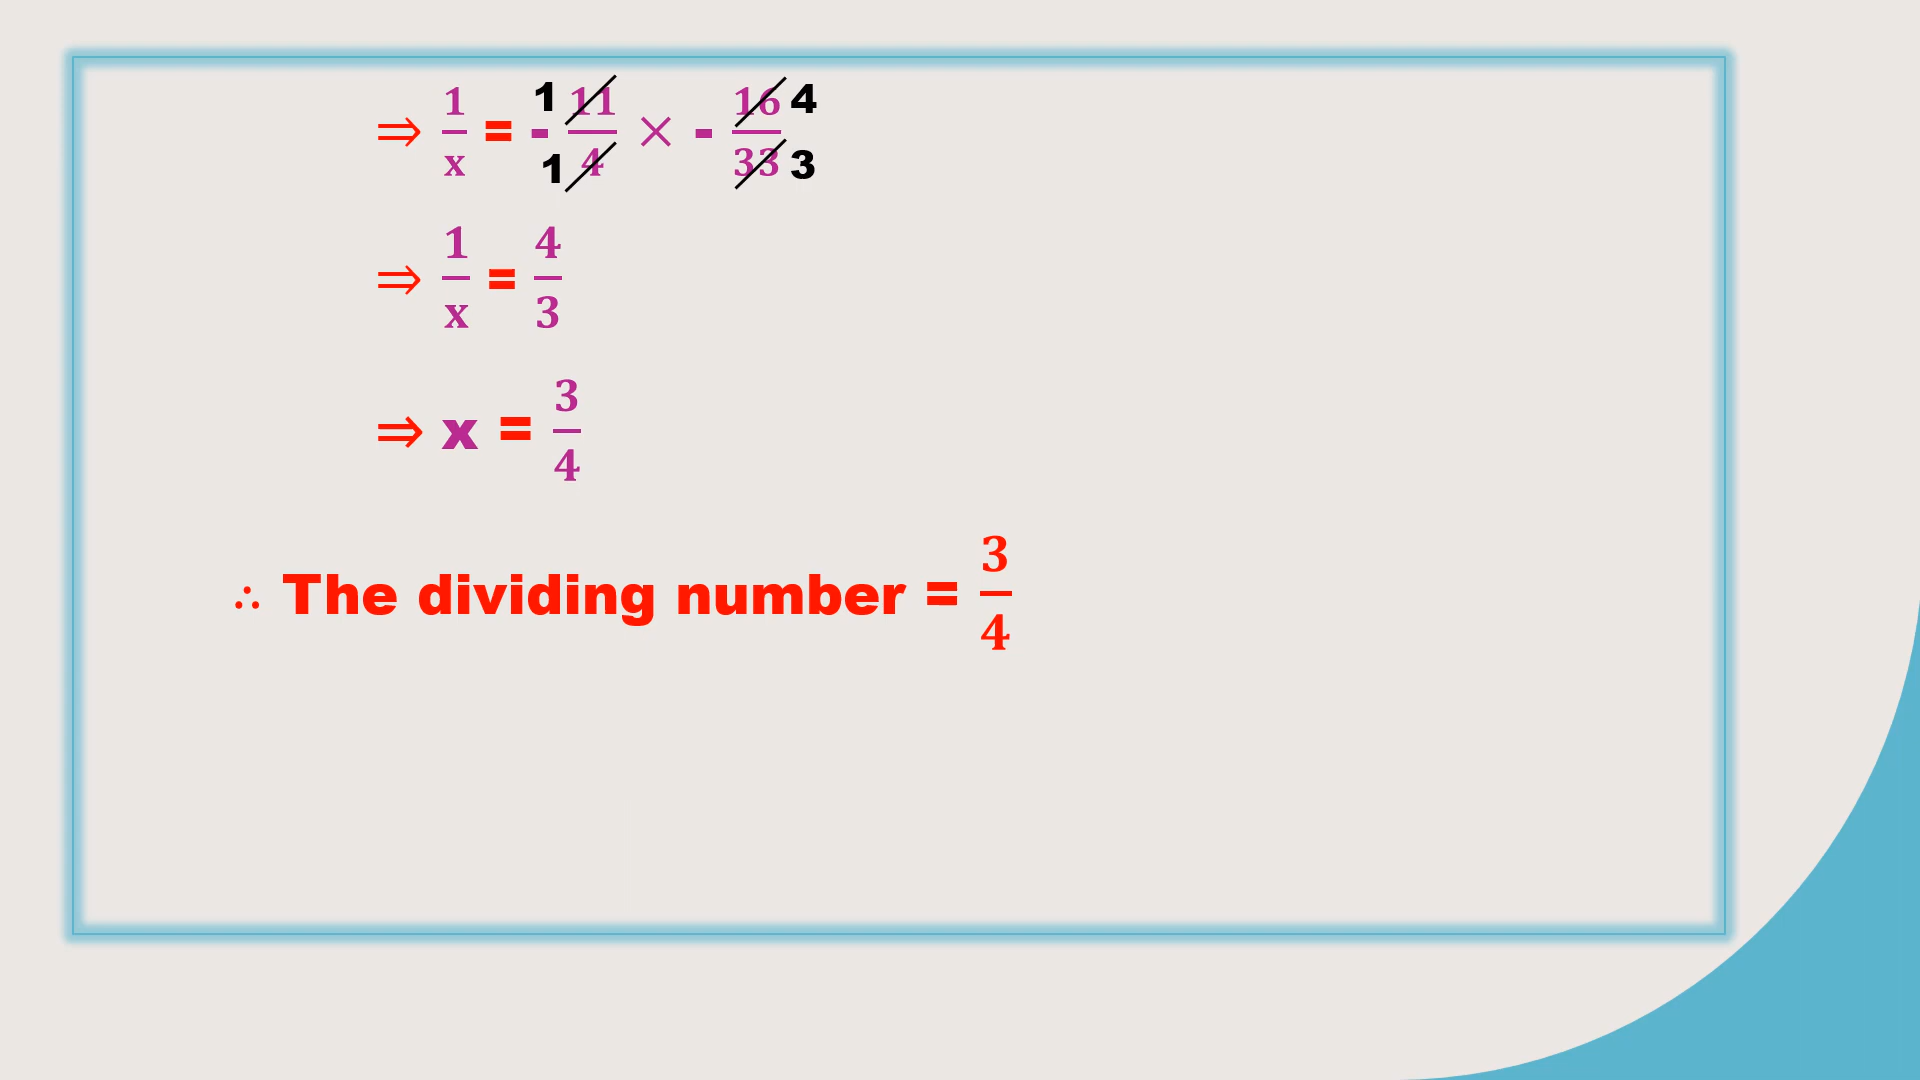 ⇒ 1/x = - 1 11/4 1 × - 16/33 4 3
⇒ 1/x = 4/3
⇒ x = 3/4
∴ The dividing number = 3/4